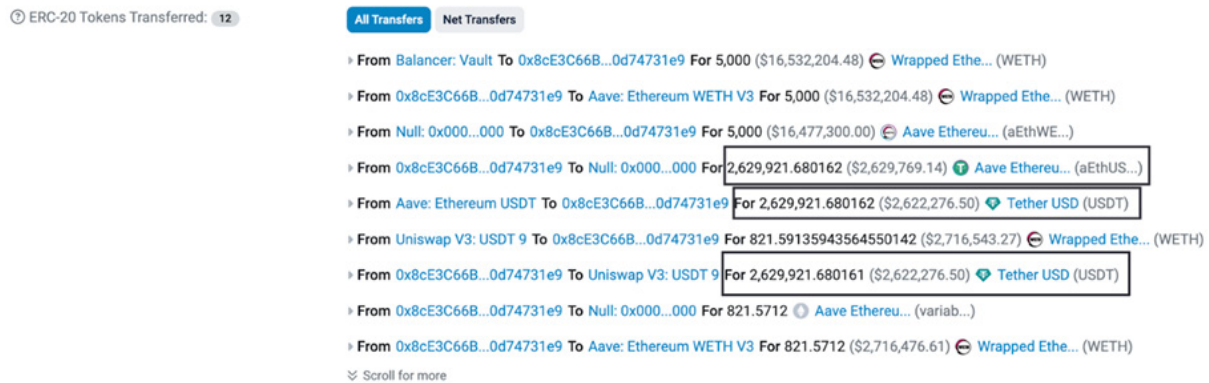 ERC-20 Tokens Transferred: 12
All Transfers Net Transfers
From Balancer: Vault To 0x8cE3C66B...0d74731e9 For 5,000 ($16,532,204.48) Wrapped Ethe... (WETH)
From 0x8cE3C66B...0d74731e9 To Aave: Ethereum WETH V3 For 5,000 ($16,532,204.48) Wrapped Ethe... (WETH)
From Null: 0x000...000 To 0x8cE3C66B...0d74731e9 For 5,000 ($16,477,300.00) Aave Ethereu... (aEthWE...)
From 0x8cE3C66B...0d74731e9 To Null: 0x000...000 For 2,629,921.680162 ($2,629,769.14) Aave Ethereu... (aEthUS...)
From Aave: Ethereum USDT To 0x8cE3C66B...0d74731e9 For 2,629,921.680162 ($2,622,276.50) Tether USD (USDT)
From Uniswap V3: USDT 9 To 0x8cE3C66B...0d74731e9 For 821.59135943564550142 ($2,716,543.27) Wrapped Ethe... (WETH)
From 0x8cE3C66B...0d74731e9 To Uniswap V3: USDT 9 For 2,629,921.680161 ($2,622,276.50) Tether USD (USDT)
From 0x8cE3C66B...0d74731e9 To Null: 0x000...000 For 821.5712 Aave Ethereu... (variab...)
From 0x8cE3C66B...0d74731e9 To Aave: Ethereum WETH V3 For 821.5712 ($2,716,476.61) Wrapped Ethe... (WETH)
Scroll for more